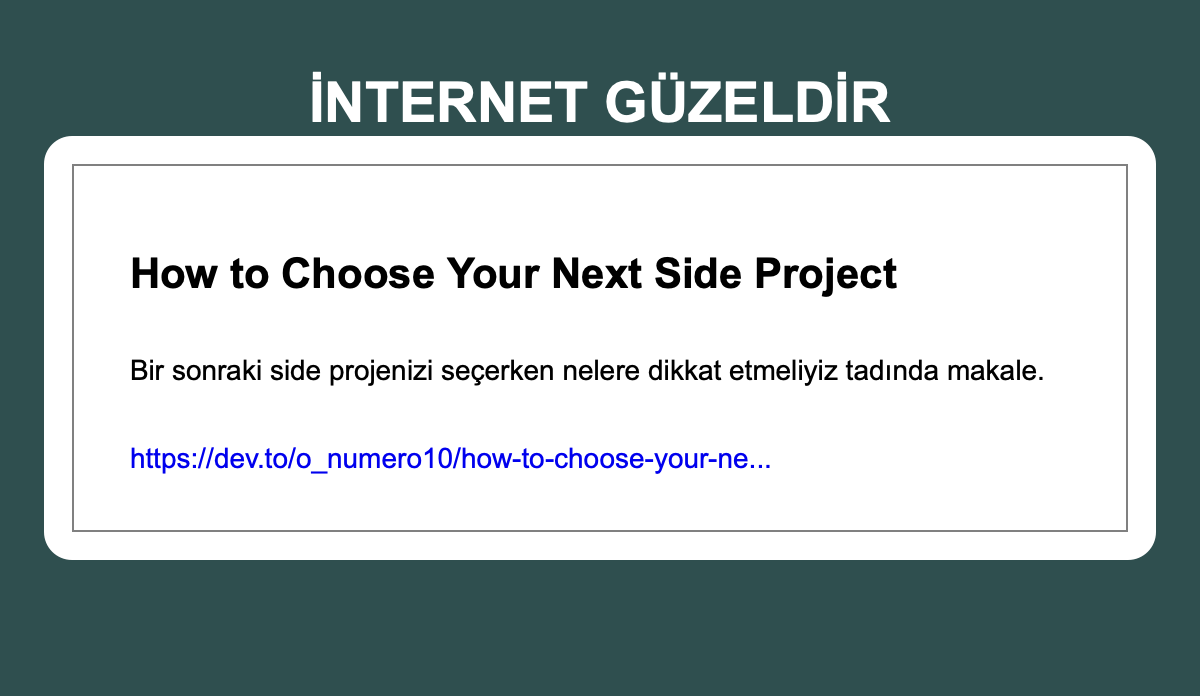 İNTERNET GÜZELDİR
How to Choose Your Next Side Project
Bir sonraki side projenizi seçerken nelere dikkat etmeliyiz tadında makale.
https://dev.to/o_numero10/how-to-choose-your-ne...